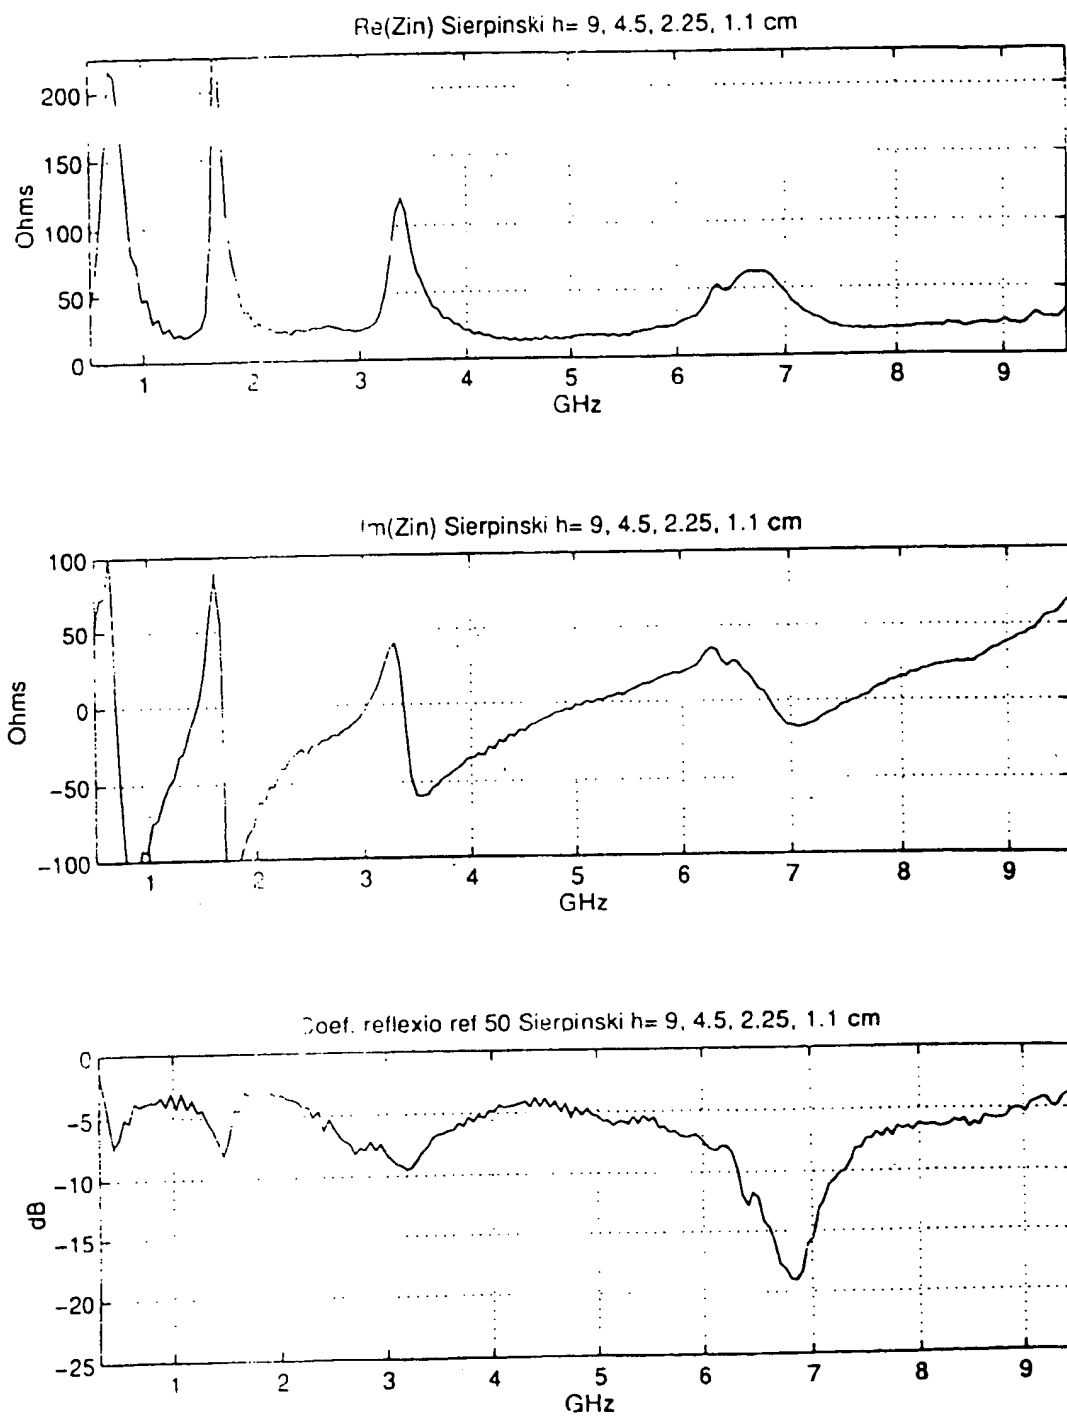 Re(Zin) Sierpinski h= 9, 4.5, 2.25, 1.1 cm
200
150
100
50
0
Ohms
1 2 3 4 5 6 7 8 9
GHz
Im(Zin) Sierpinski h= 9, 4.5, 2.25, 1.1 cm
100
50
0
−50
−100
Ohms
1 2 3 4 5 6 7 8 9
GHz
Coef. reflexio ref 50 Sierpinski h= 9, 4.5, 2.25, 1.1 cm
0
−5
−10
−15
−20
−25
dB
1 2 3 4 5 6 7 8 9
GHz